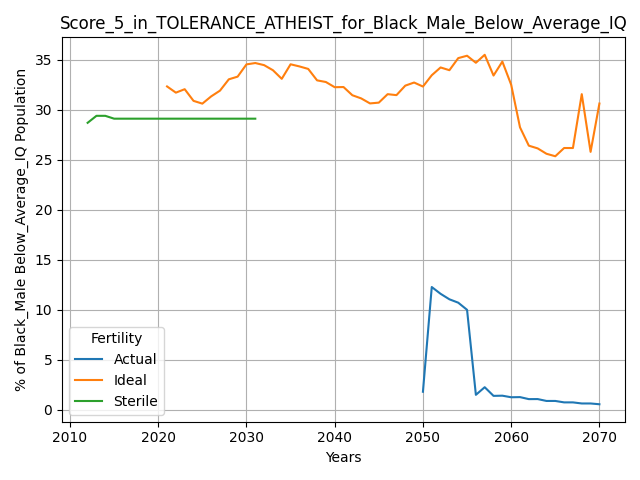 Score_5_in_TOLERANCE_ATHEIST_for_Black_Male_Below_Average_IQ
% of Black_Male Below_Average_IQ Population
35
30
25
20
15
10
5
0
Fertility
Actual
Ideal
Sterile
2010
2020
2030
2040
2050
2060
2070
Years